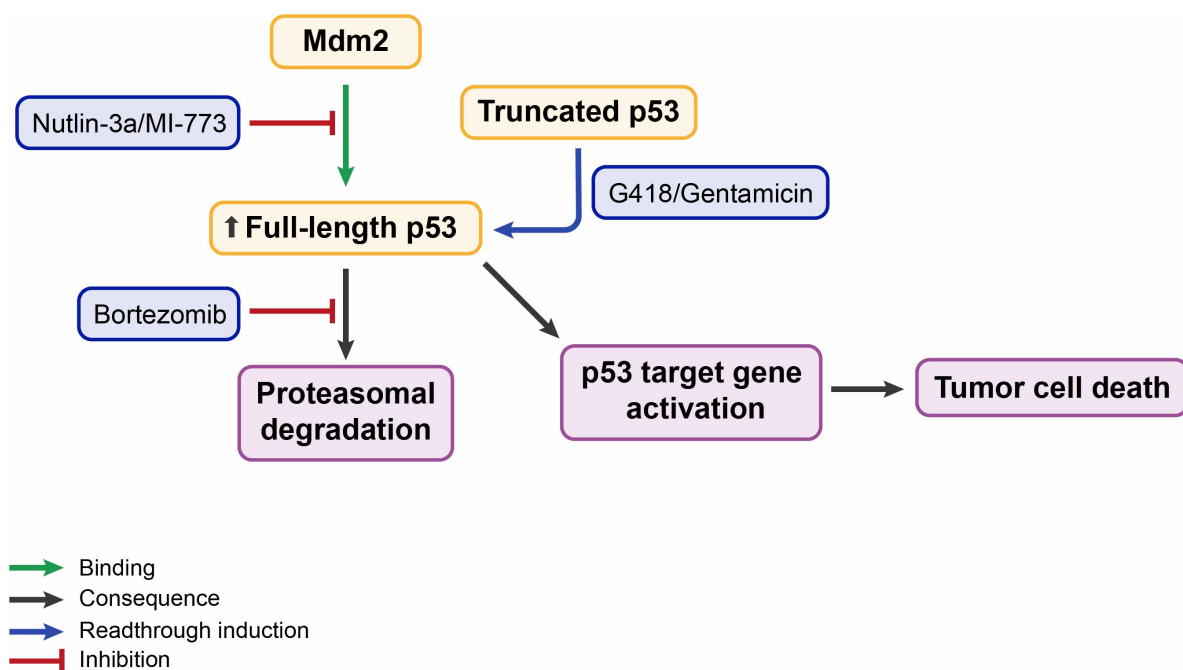 Mdm2
Nutlin-3a/MI-773
Truncated p53
G418/Gentamicin
⬆ Full-length p53
Bortezomib
Proteasomal
degradation
p53 target gene
activation
Tumor cell death
Binding
Consequence
Readthrough induction
Inhibition